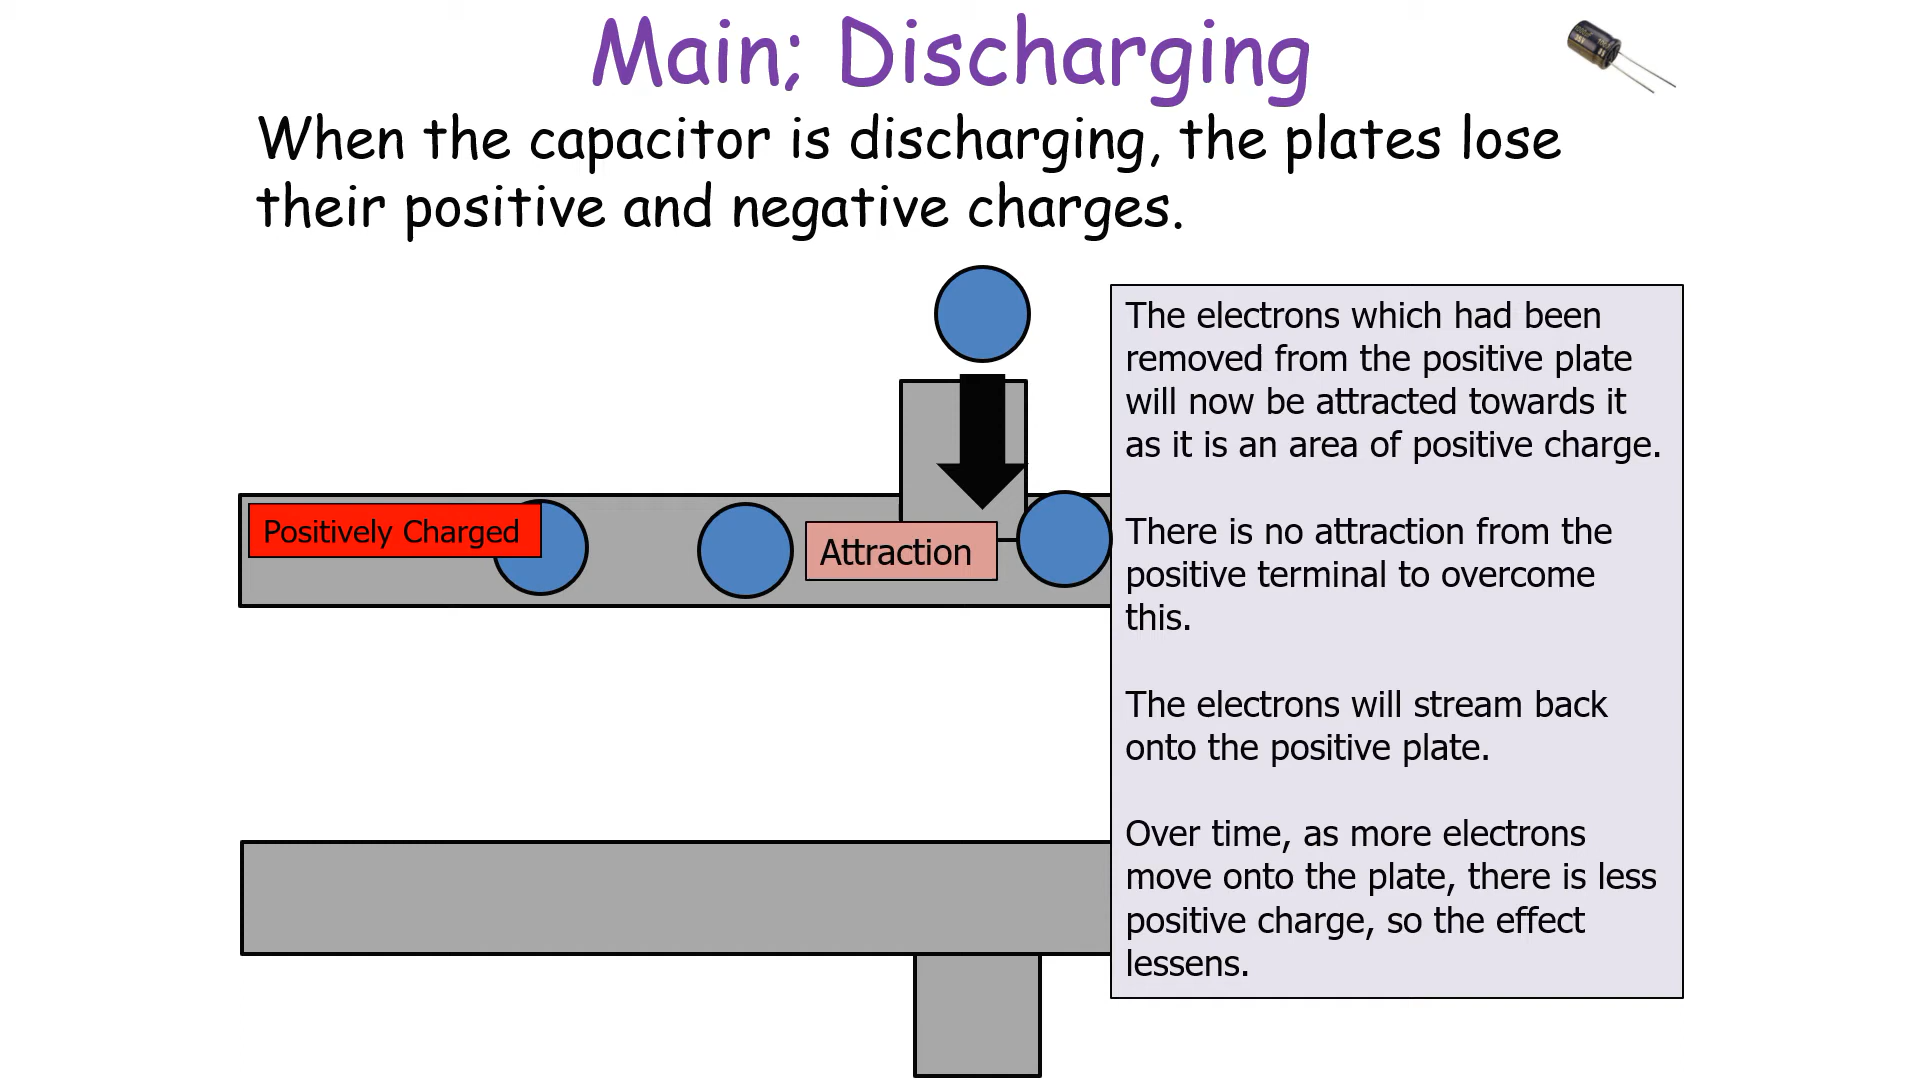 Main; Discharging
When the capacitor is discharging, the plates lose
their positive and negative charges.
Positively Charged
Attraction
The electrons which had been
removed from the positive plate
will now be attracted towards it
as it is an area of positive charge.
There is no attraction from the
positive terminal to overcome
this.
The electrons will stream back
onto the positive plate.
Over time, as more electrons
move onto the plate, there is less
positive charge, so the effect
lessens.